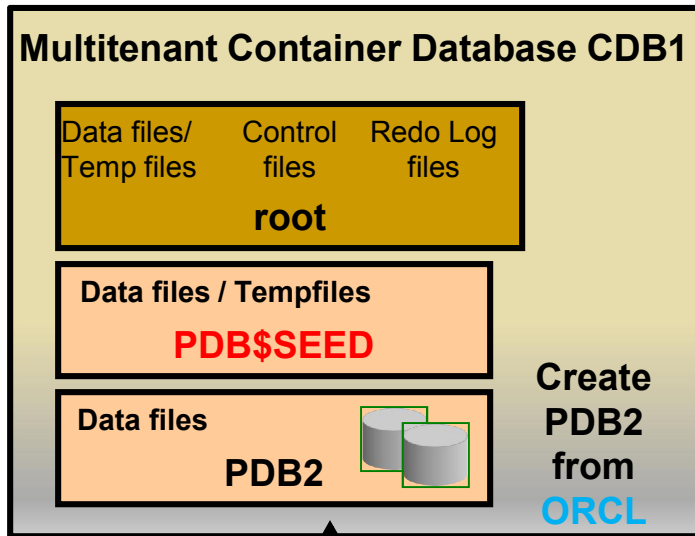 Multitenant Container Database CDB1
Data files/ Control Redo Log
Temp files files files
root
Data files / Tempfiles
PDB$SEED
Data files
PDB2
Create
PDB2
from
ORCL